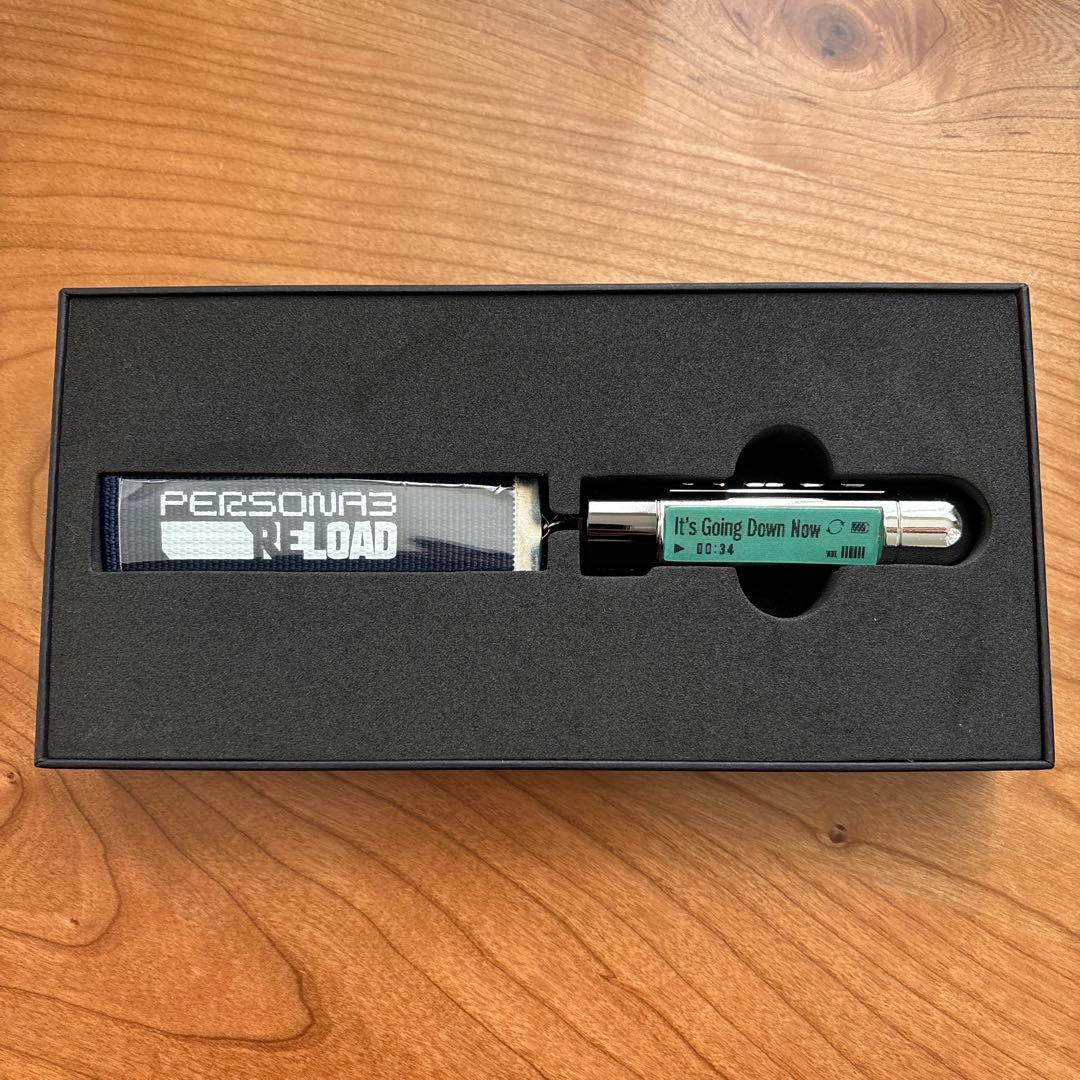 PERSONA3
RELOAD
It's Going Down Now
00:34
VOL